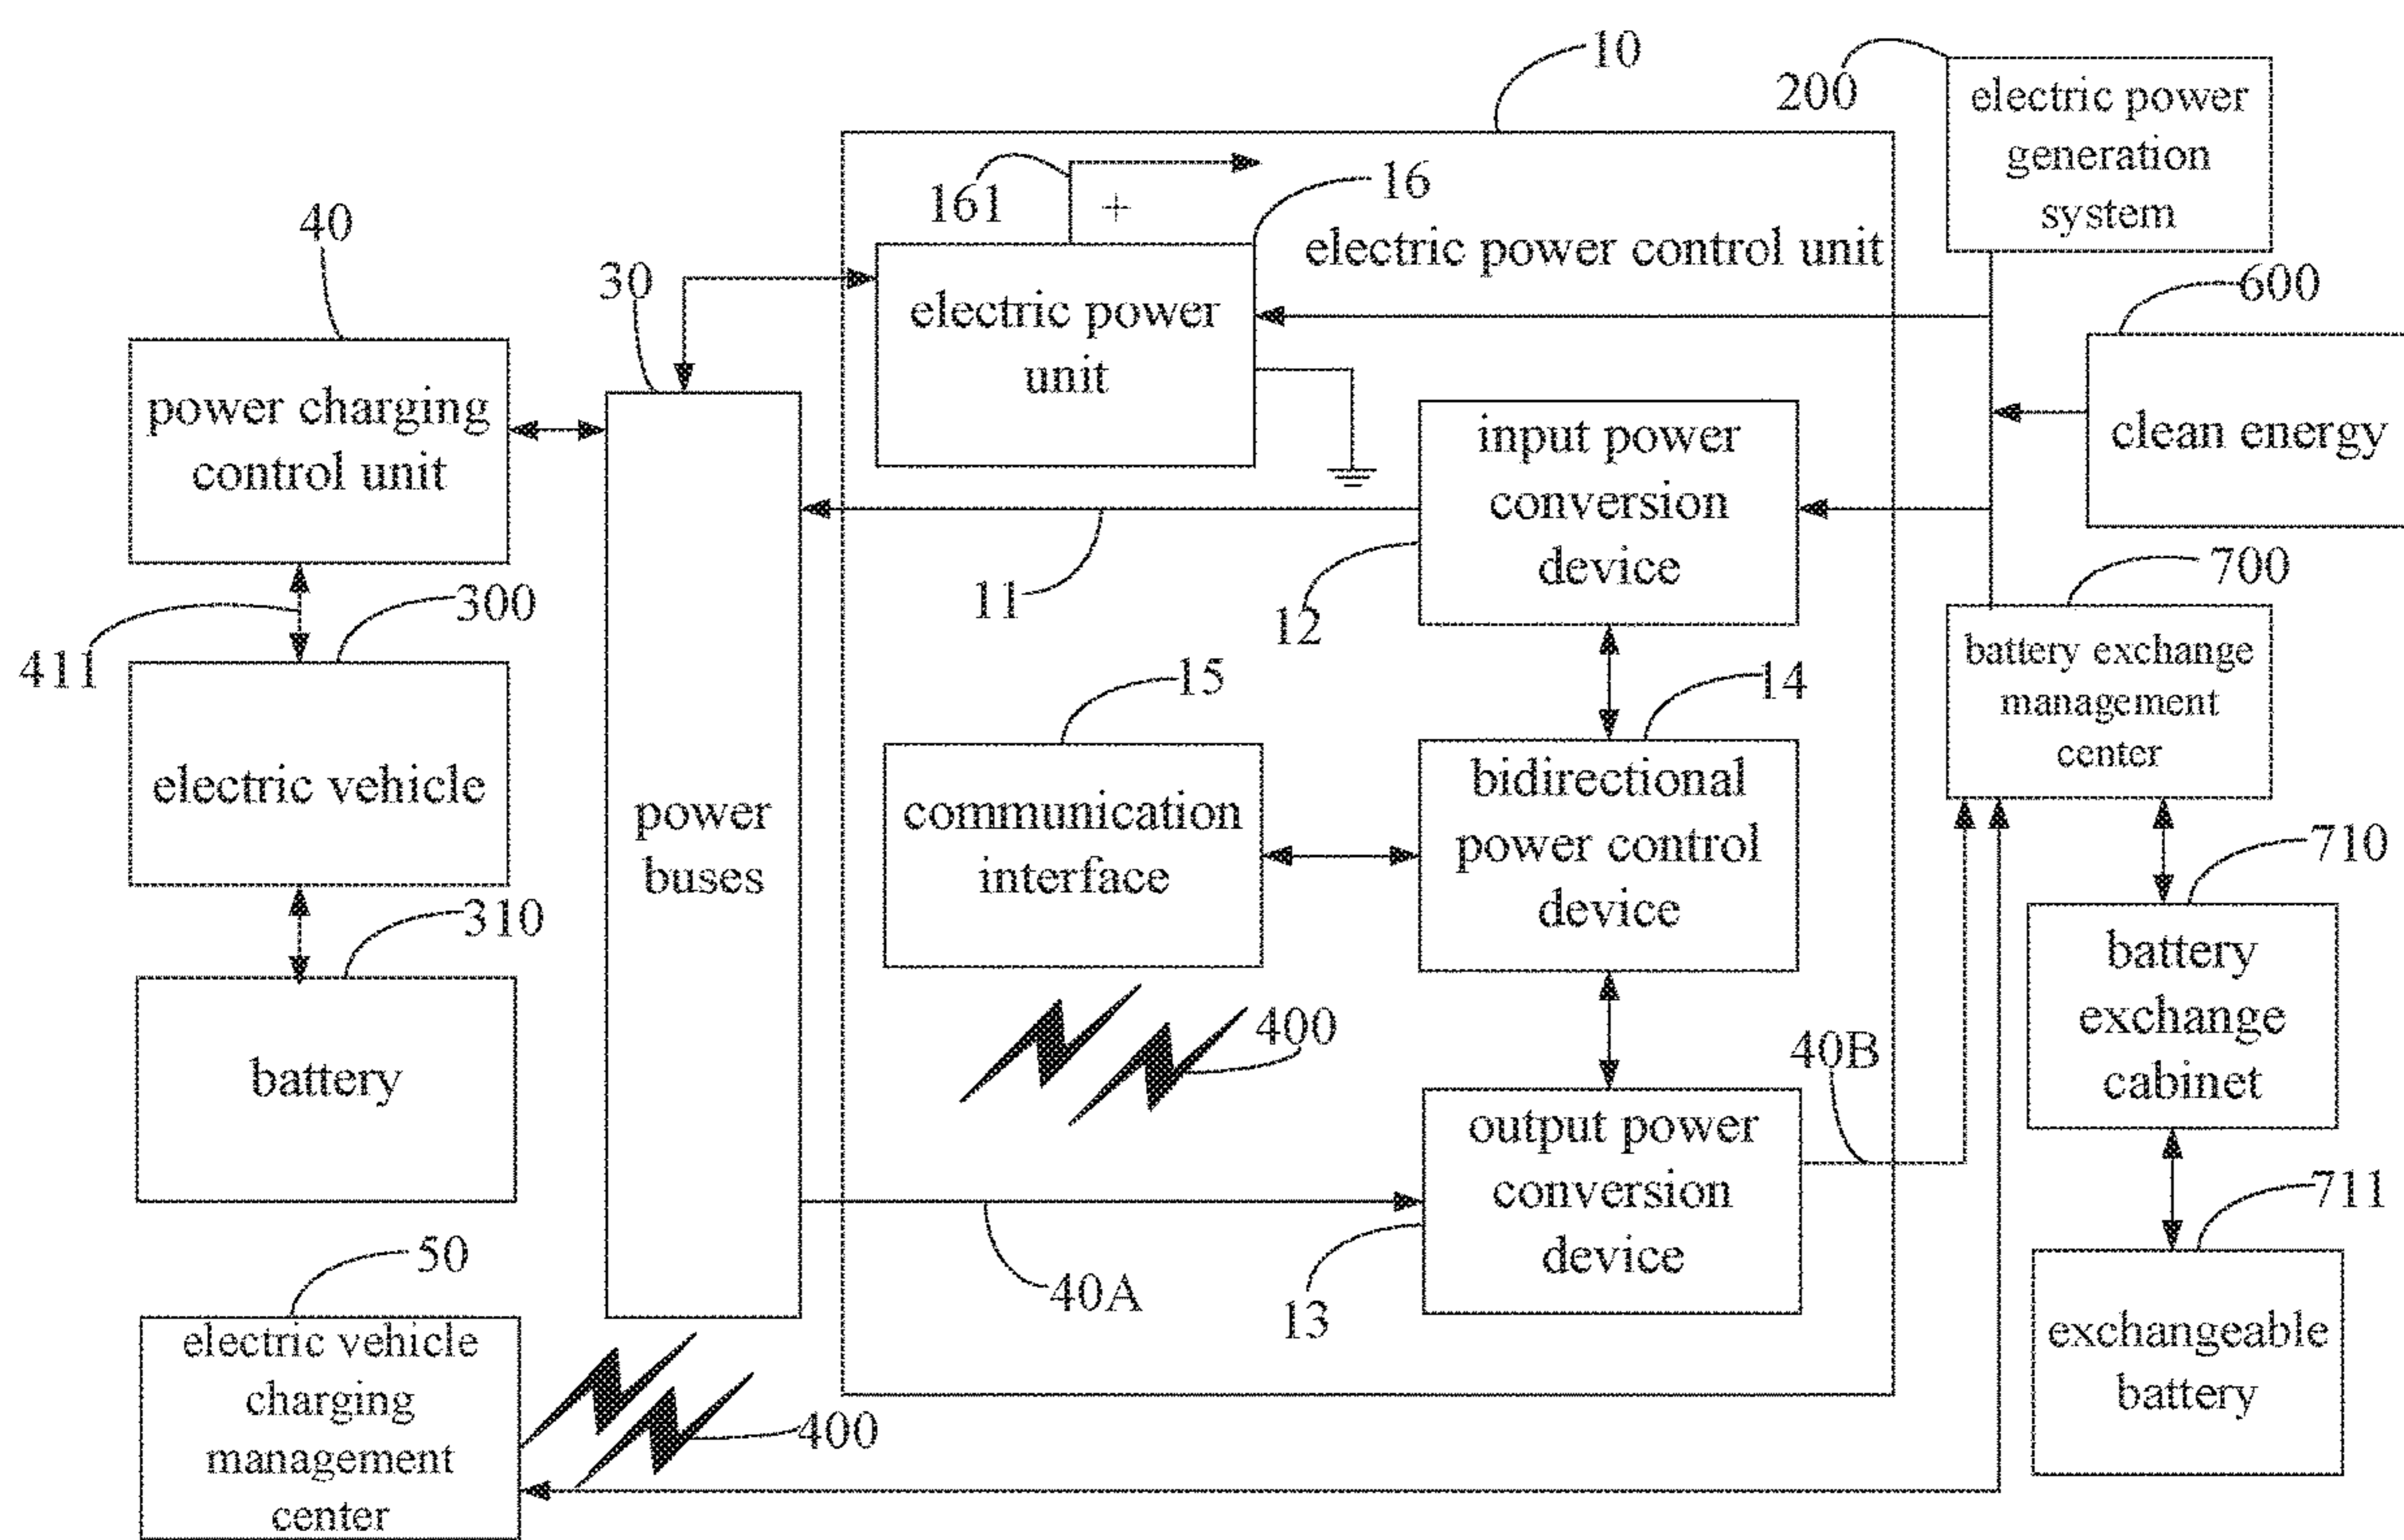 10
200
electric power
generation
system
161
+
16
electric power control unit
40
30
600
electric power
unit
power charging
control unit
input power
conversion
device
clean energy
11
12
700
411
300
15
14
battery exchange
management
center
electric vehicle
power
buses
communication
interface
bidirectional
power control
device
710
310
400
40B
battery
exchange
cabinet
battery
output power
conversion
device
711
50
40A
13
exchangeable
battery
electric vehicle
charging
management
center
400